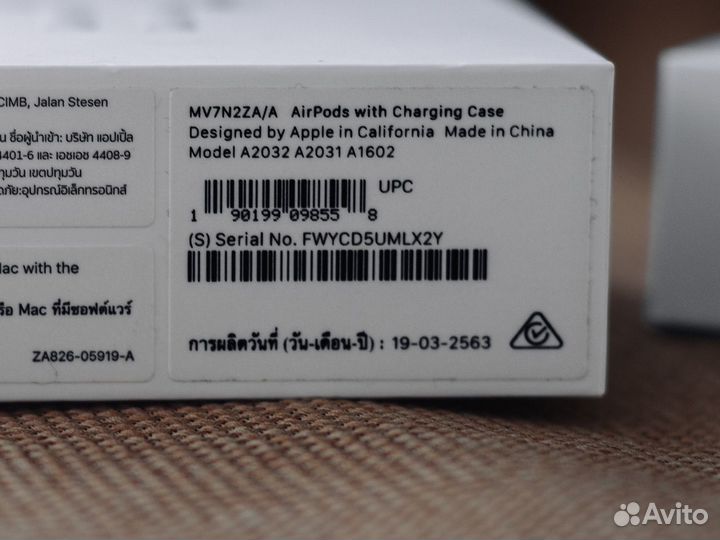 CIMB, Jalan Stesen
น ชื่อผู้นำเข้า: บริษัท แอปเปิ้ล
4401-6 และ เอชเอช 4408-9
ทุมวัน เขตปทุมวัน
ดภัย:อุปกรณ์อิเล็กทรอนิกส์
Mac with the
รือ Mac ที่มีซอฟต์แวร์
ZA826-05919-A
MV7N2ZA/A AirPods with Charging Case
Designed by Apple in California Made in China
Model A2032 A2031 A1602
UPC
1 90199 09855 8
(S) Serial No. FWYCD5UMLX2Y
การผลิตวันที่ (วัน-เดือน-ปี) : 19-03-2563
Avito